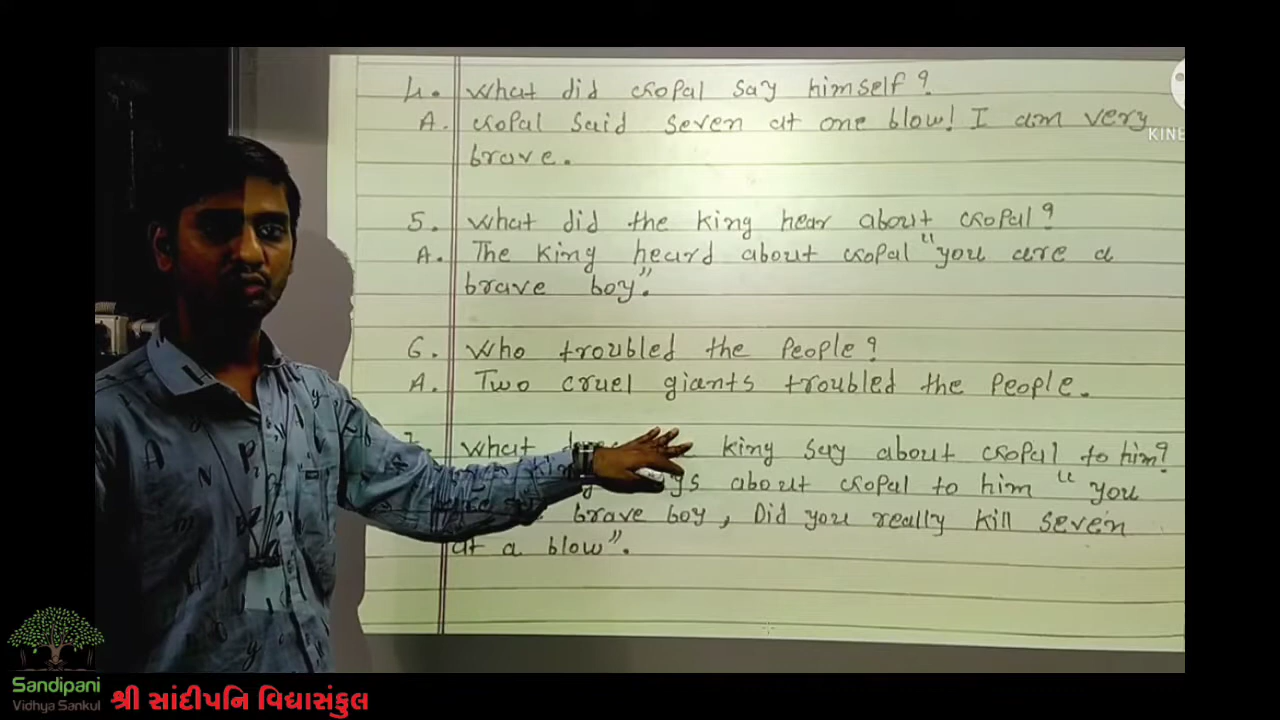 4. What did Gopal say himself?
A. Gopal said seven at one blow! I am very
KINE
brave.
5. What did the king hear about Gopal?
A. The king heard about Gopal "you are a
brave boy".
6. Who troubled the people?
A. Two cruel giants troubled the people.
What king say about Gopal to him?
about Gopal to him "you
brave boy, Did you really kill seven
at a blow".
Sandipani
Vidhya Sankul
શ્રી સાંદીપનિ વિદ્યાસંકુલ